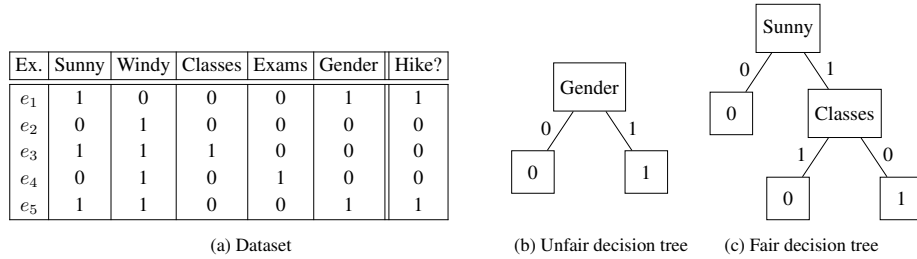 Ex. Sunny Windy Classes Exams Gender Hike?
e1 1 0 0 0 1 1
e2 0 1 0 0 0 0
e3 1 1 1 0 0 0
e4 0 1 0 1 0 0
e5 1 1 0 0 1 1
(a) Dataset
Gender
0 1
0 1
(b) Unfair decision tree
Sunny
0 1
0 Classes
1 0
0 1
(c) Fair decision tree